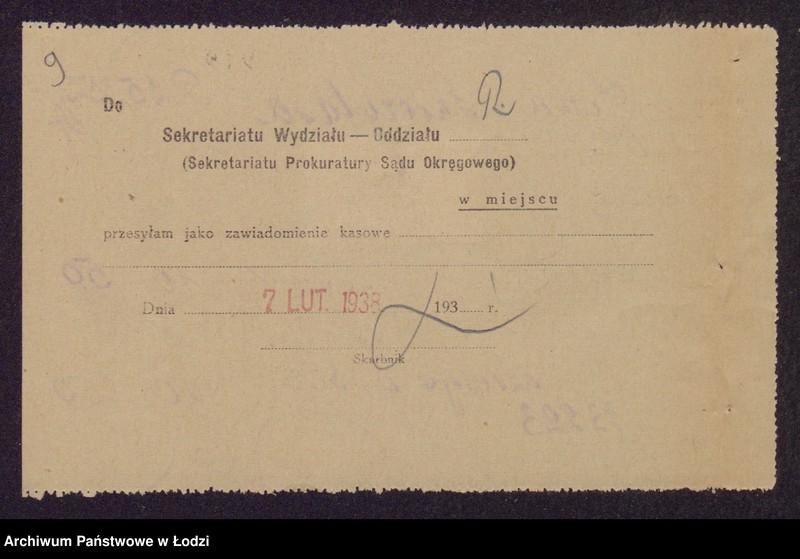 9
Do
Sekretariatu Wydziału — Oddziału R.
(Sekretariatu Prokuratury Sądu Okręgowego)
w miejscu
przesyłam jako zawiadomienie kasowe
Dnia 7 LUT. 1938 193 r.
Skarbnik
Archiwum Państwowe w Łodzi